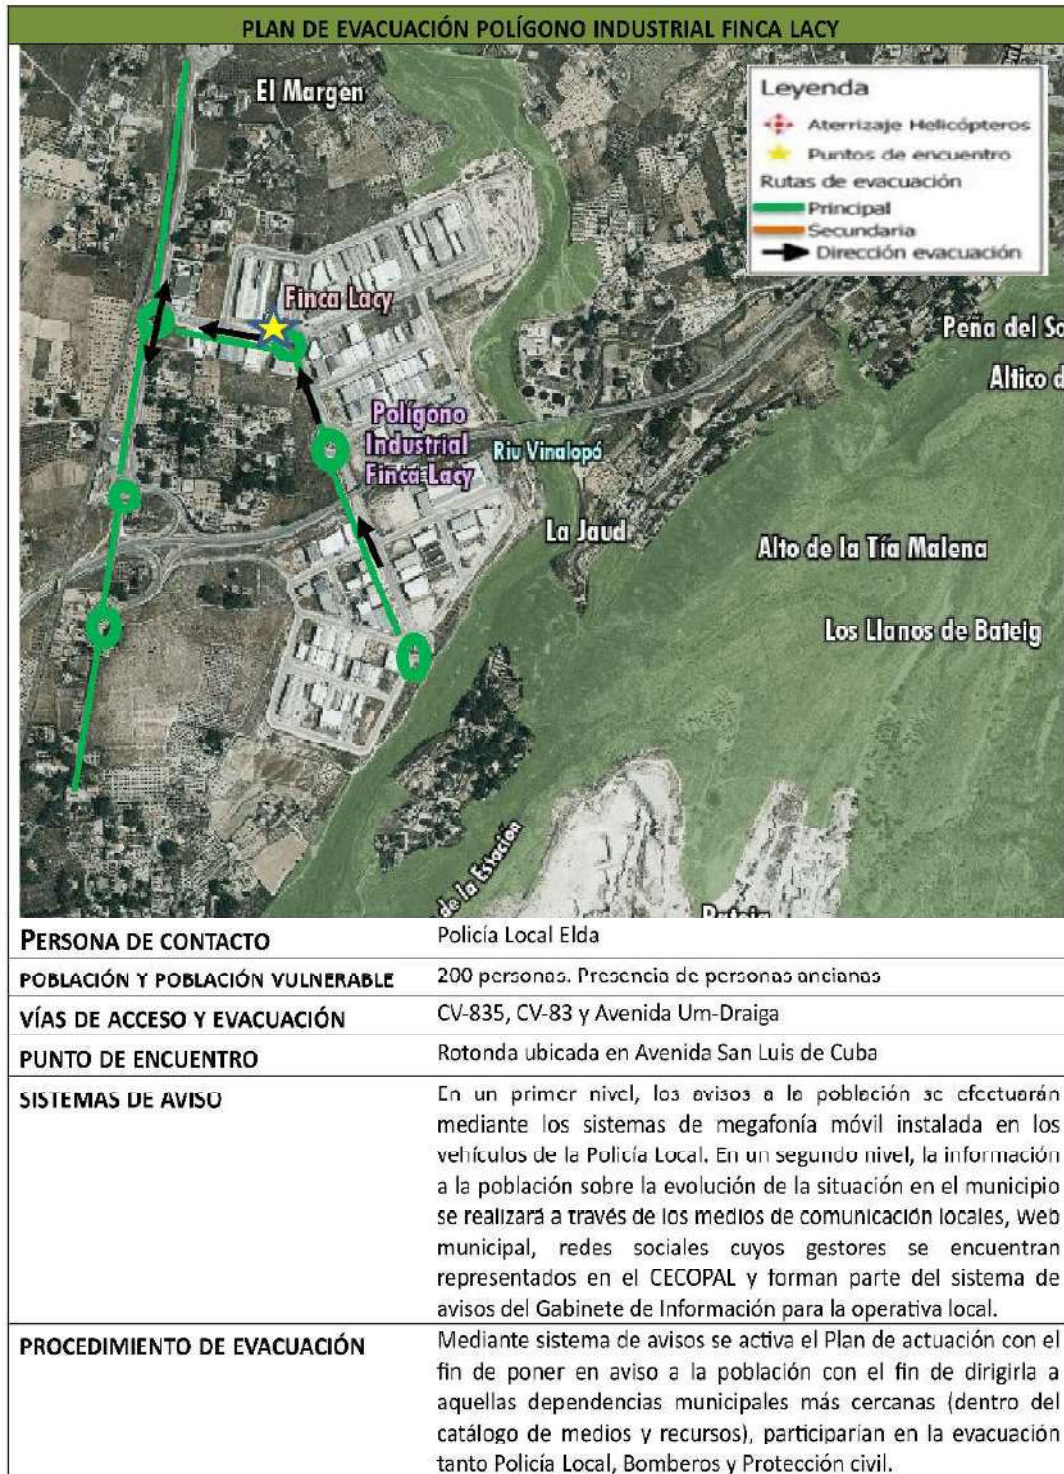 PLAN DE EVACUACIÓN POLÍGONO INDUSTRIAL FINCA LACY
El Margen
Leyenda
Aterrizaje Helicópteros
Puntos de encuentro
Rutas de evacuación
Principal
Secundaria
Dirección evacuación
Finca Lacy
Peña del So
Altico d
Polígono
Industrial
Finca Lacy
Riu Vinalopó
La Jaud
Alto de la Tía Malena
Los Llanos de Bateig
de la Estación
Bateig
PERSONA DE CONTACTO Policía Local Elda
POBLACIÓN Y POBLACIÓN VULNERABLE 200 personas. Presencia de personas ancianas
VÍAS DE ACCESO Y EVACUACIÓN CV-835, CV-83 y Avenida Um-Draiga
PUNTO DE ENCUENTRO Rotonda ubicada en Avenida San Luis de Cuba
SISTEMAS DE AVISO En un primer nivel, los avisos a la población se efectuarán
mediante los sistemas de megafonía móvil instalada en los
vehículos de la Policía Local. En un segundo nivel, la información
a la población sobre la evolución de la situación en el municipio
se realizará a través de los medios de comunicación locales, Web
municipal, redes sociales cuyos gestores se encuentran
representados en el CECOPAL y forman parte del sistema de
avisos del Gabinete de Información para la operativa local.
PROCEDIMIENTO DE EVACUACIÓN Mediante sistema de avisos se activa el Plan de actuación con el
fin de poner en aviso a la población con el fin de dirigirla a
aquellas dependencias municipales más cercanas (dentro del
catálogo de medios y recursos), participarían en la evacuación
tanto Policía Local, Bomberos y Protección civil.